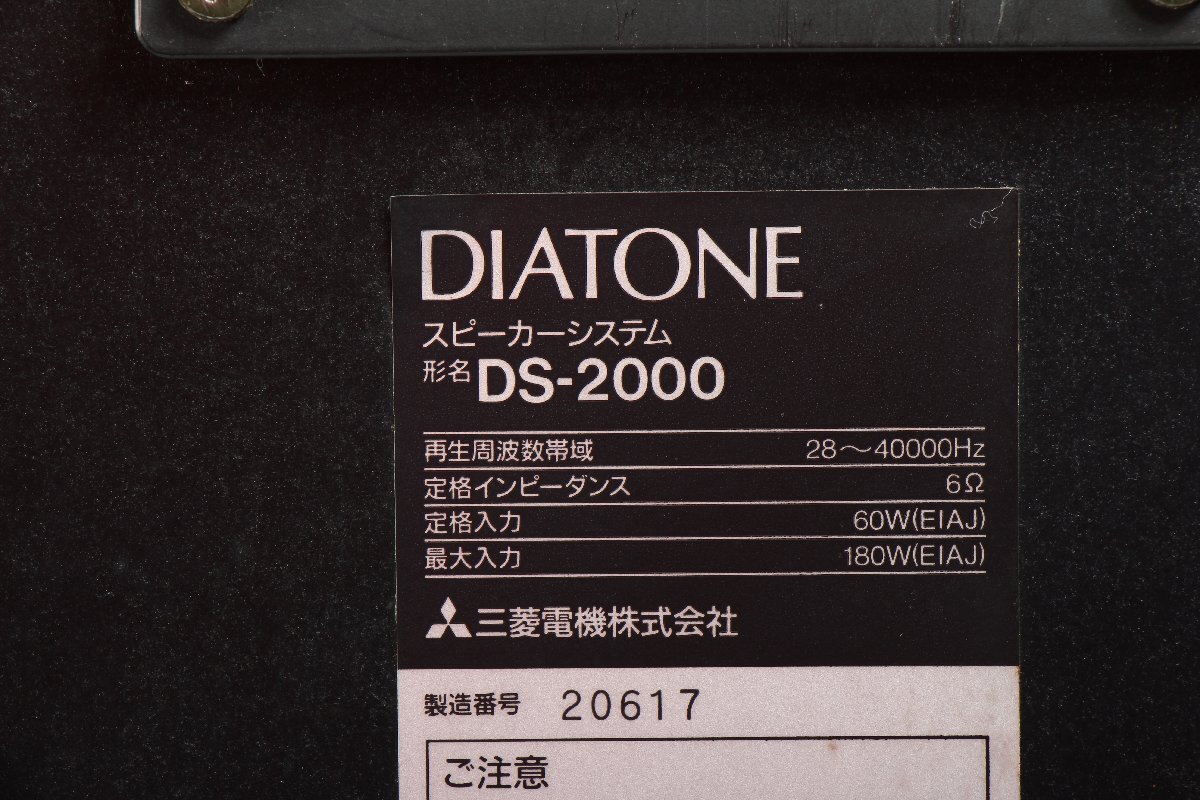 DIATONE
スピーカーシステム
形名 DS-2000
再生周波数帯域 28〜40000Hz
定格インピーダンス 6Ω
定格入力 60W(EIAJ)
最大入力 180W(EIAJ)
三菱電機株式会社
製造番号 20617
ご注意